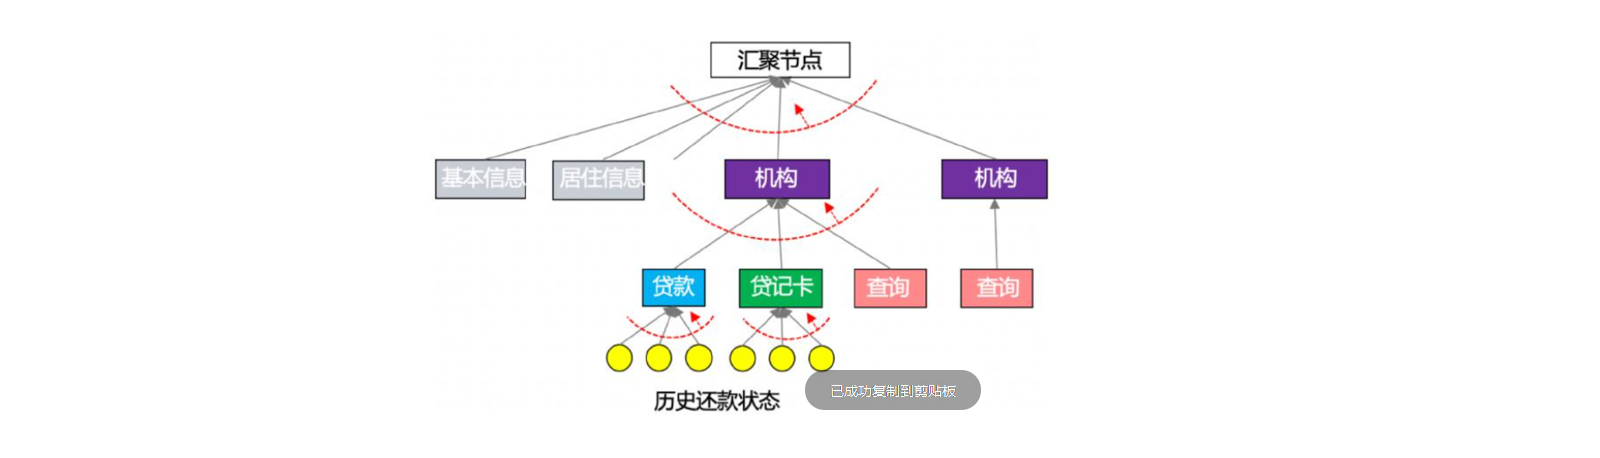 汇聚节点
基本信息
居住信息
机构
机构
贷款
贷记卡
查询
查询
历史还款状态
已成功复制到剪贴板